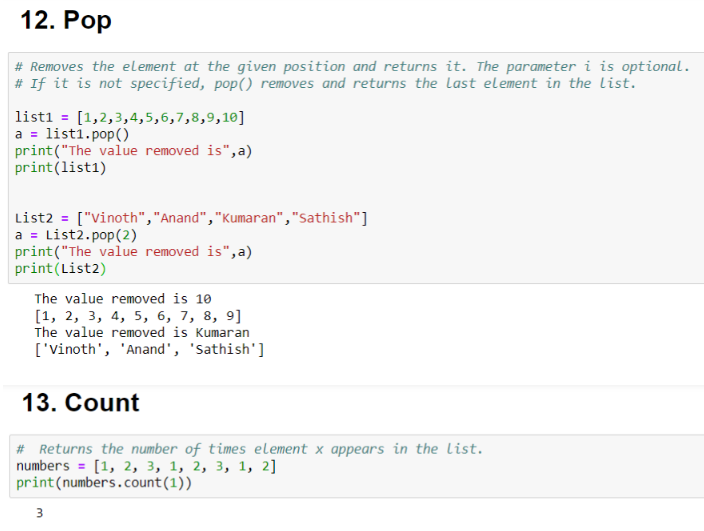 12. Pop
# Removes the element at the given position and returns it. The parameter i is optional.
# If it is not specified, pop() removes and returns the last element in the list.
list1 = [1,2,3,4,5,6,7,8,9,10]
a = list1.pop()
print("The value removed is",a)
print(list1)
List2 = ["Vinoth","Anand","Kumaran","Sathish"]
a = List2.pop(2)
print("The value removed is",a)
print(List2)
The value removed is 10
[1, 2, 3, 4, 5, 6, 7, 8, 9]
The value removed is Kumaran
['Vinoth', 'Anand', 'Sathish']
13. Count
#  Returns the number of times element x appears in the list.
numbers = [1, 2, 3, 1, 2, 3, 1, 2]
print(numbers.count(1))
3